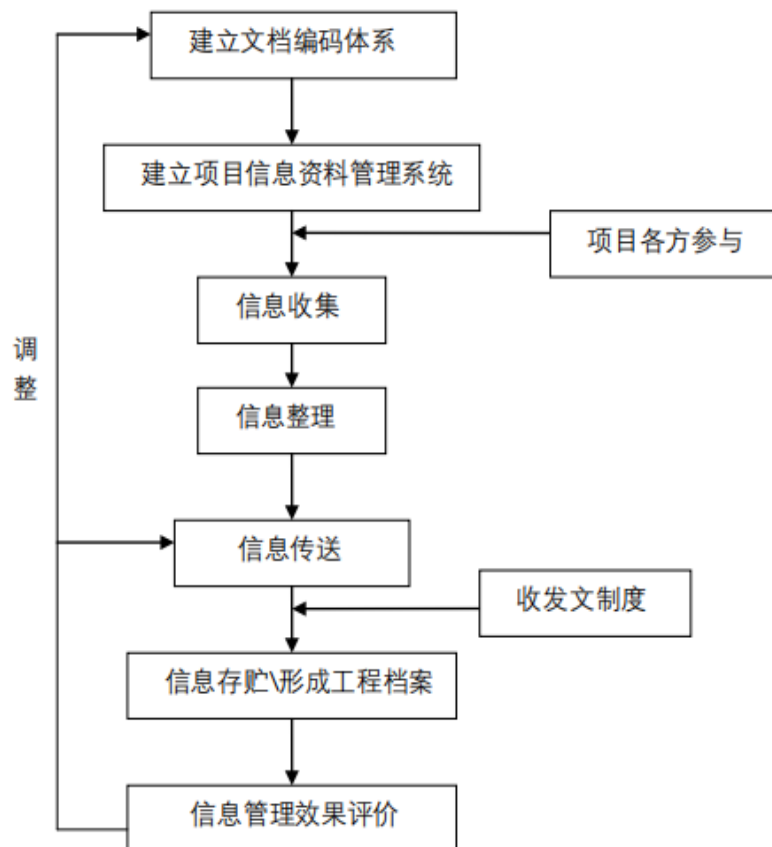 建立文档编码体系
建立项目信息资料管理系统
项目各方参与
信息收集
调
整
信息整理
信息传送
收发文制度
信息存贮\形成工程档案
信息管理效果评价